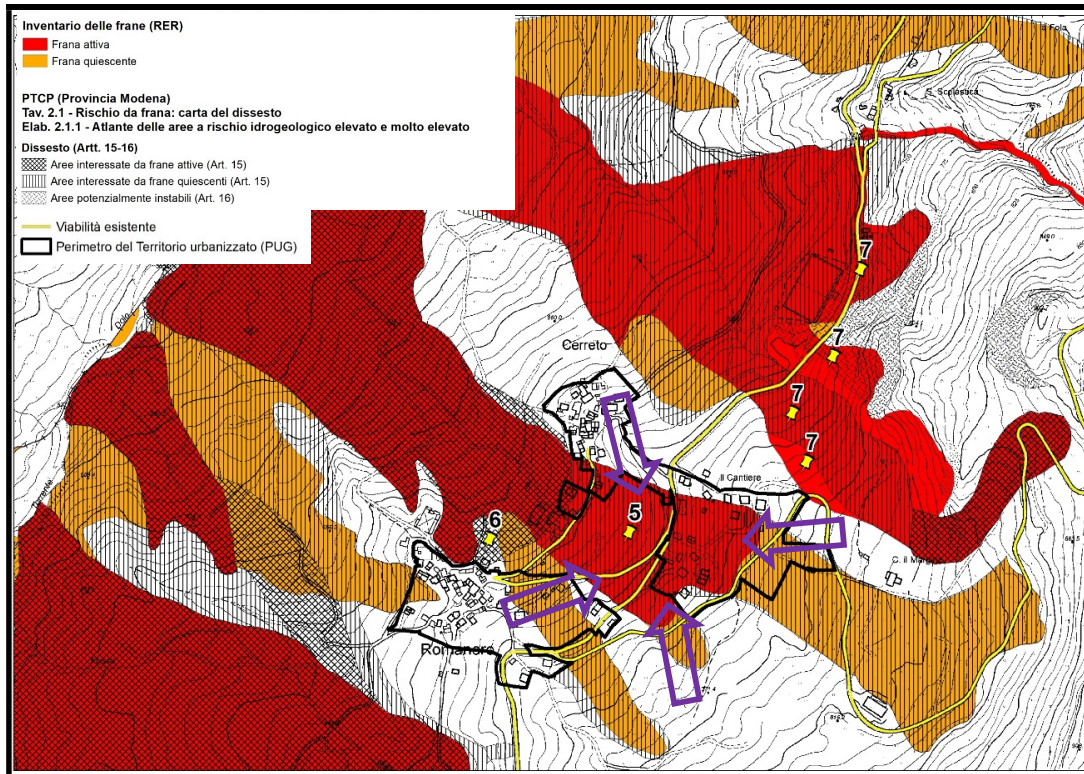 Inventario delle frane (RER)
Frana attiva
Frana quiescente
PTCP (Provincia Modena)
Tav. 2.1 - Rischio da frana: carta del dissesto
Elab. 2.1.1 - Atlante delle aree a rischio idrogeologico elevato e molto elevato
Dissesto (Artt. 15-16)
Aree interessate da frane attive (Art. 15)
Aree interessate da frane quiescenti (Art. 15)
Aree potenzialmente instabili (Art. 16)
Viabilità esistente
Perimetro del Territorio urbanizzato (PUG)
la Fola
S. Scolastica
7
Dolo
7
Cerreto
7
7
Il Cantiere
5
6
Romanoro